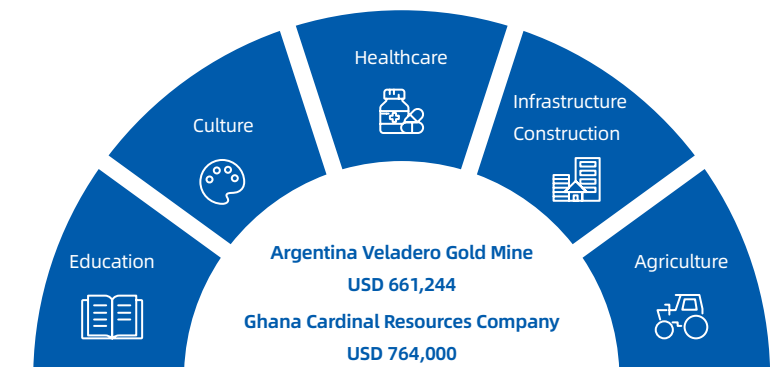 Healthcare
Culture
Infrastructure
Construction
Education
Agriculture
Argentina Veladero Gold Mine
USD 661,244
Ghana Cardinal Resources Company
USD 764,000